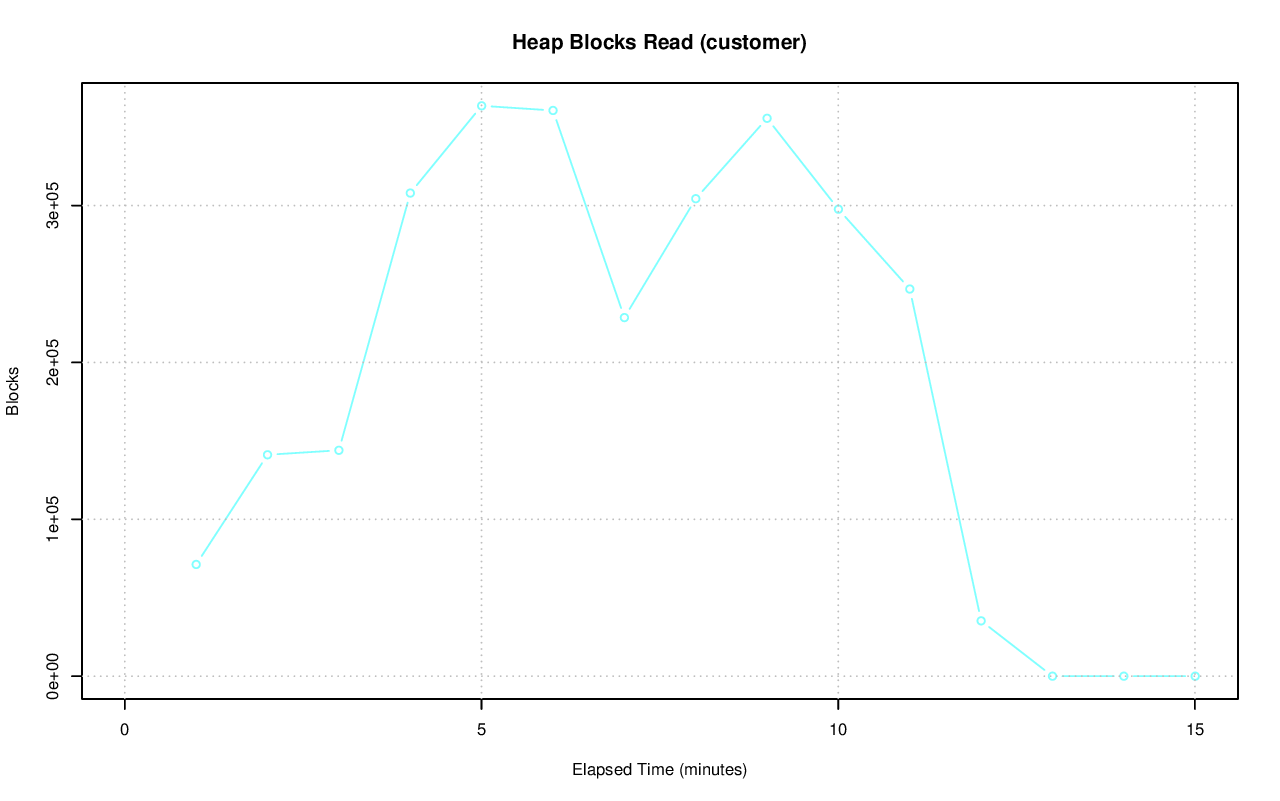 Heap Blocks Read (customer)
Blocks
3e+05
2e+05
1e+05
0e+00
0 5 10 15
Elapsed Time (minutes)